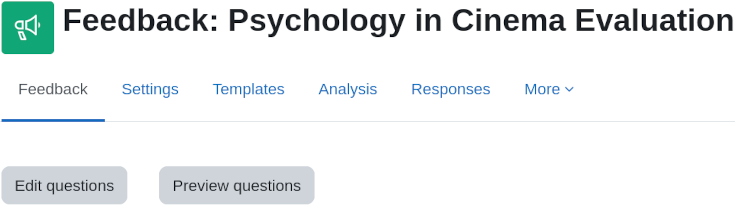 Feedback: Psychology in Cinema Evaluation
Feedback Settings Templates Analysis Responses More
Edit questions Preview questions